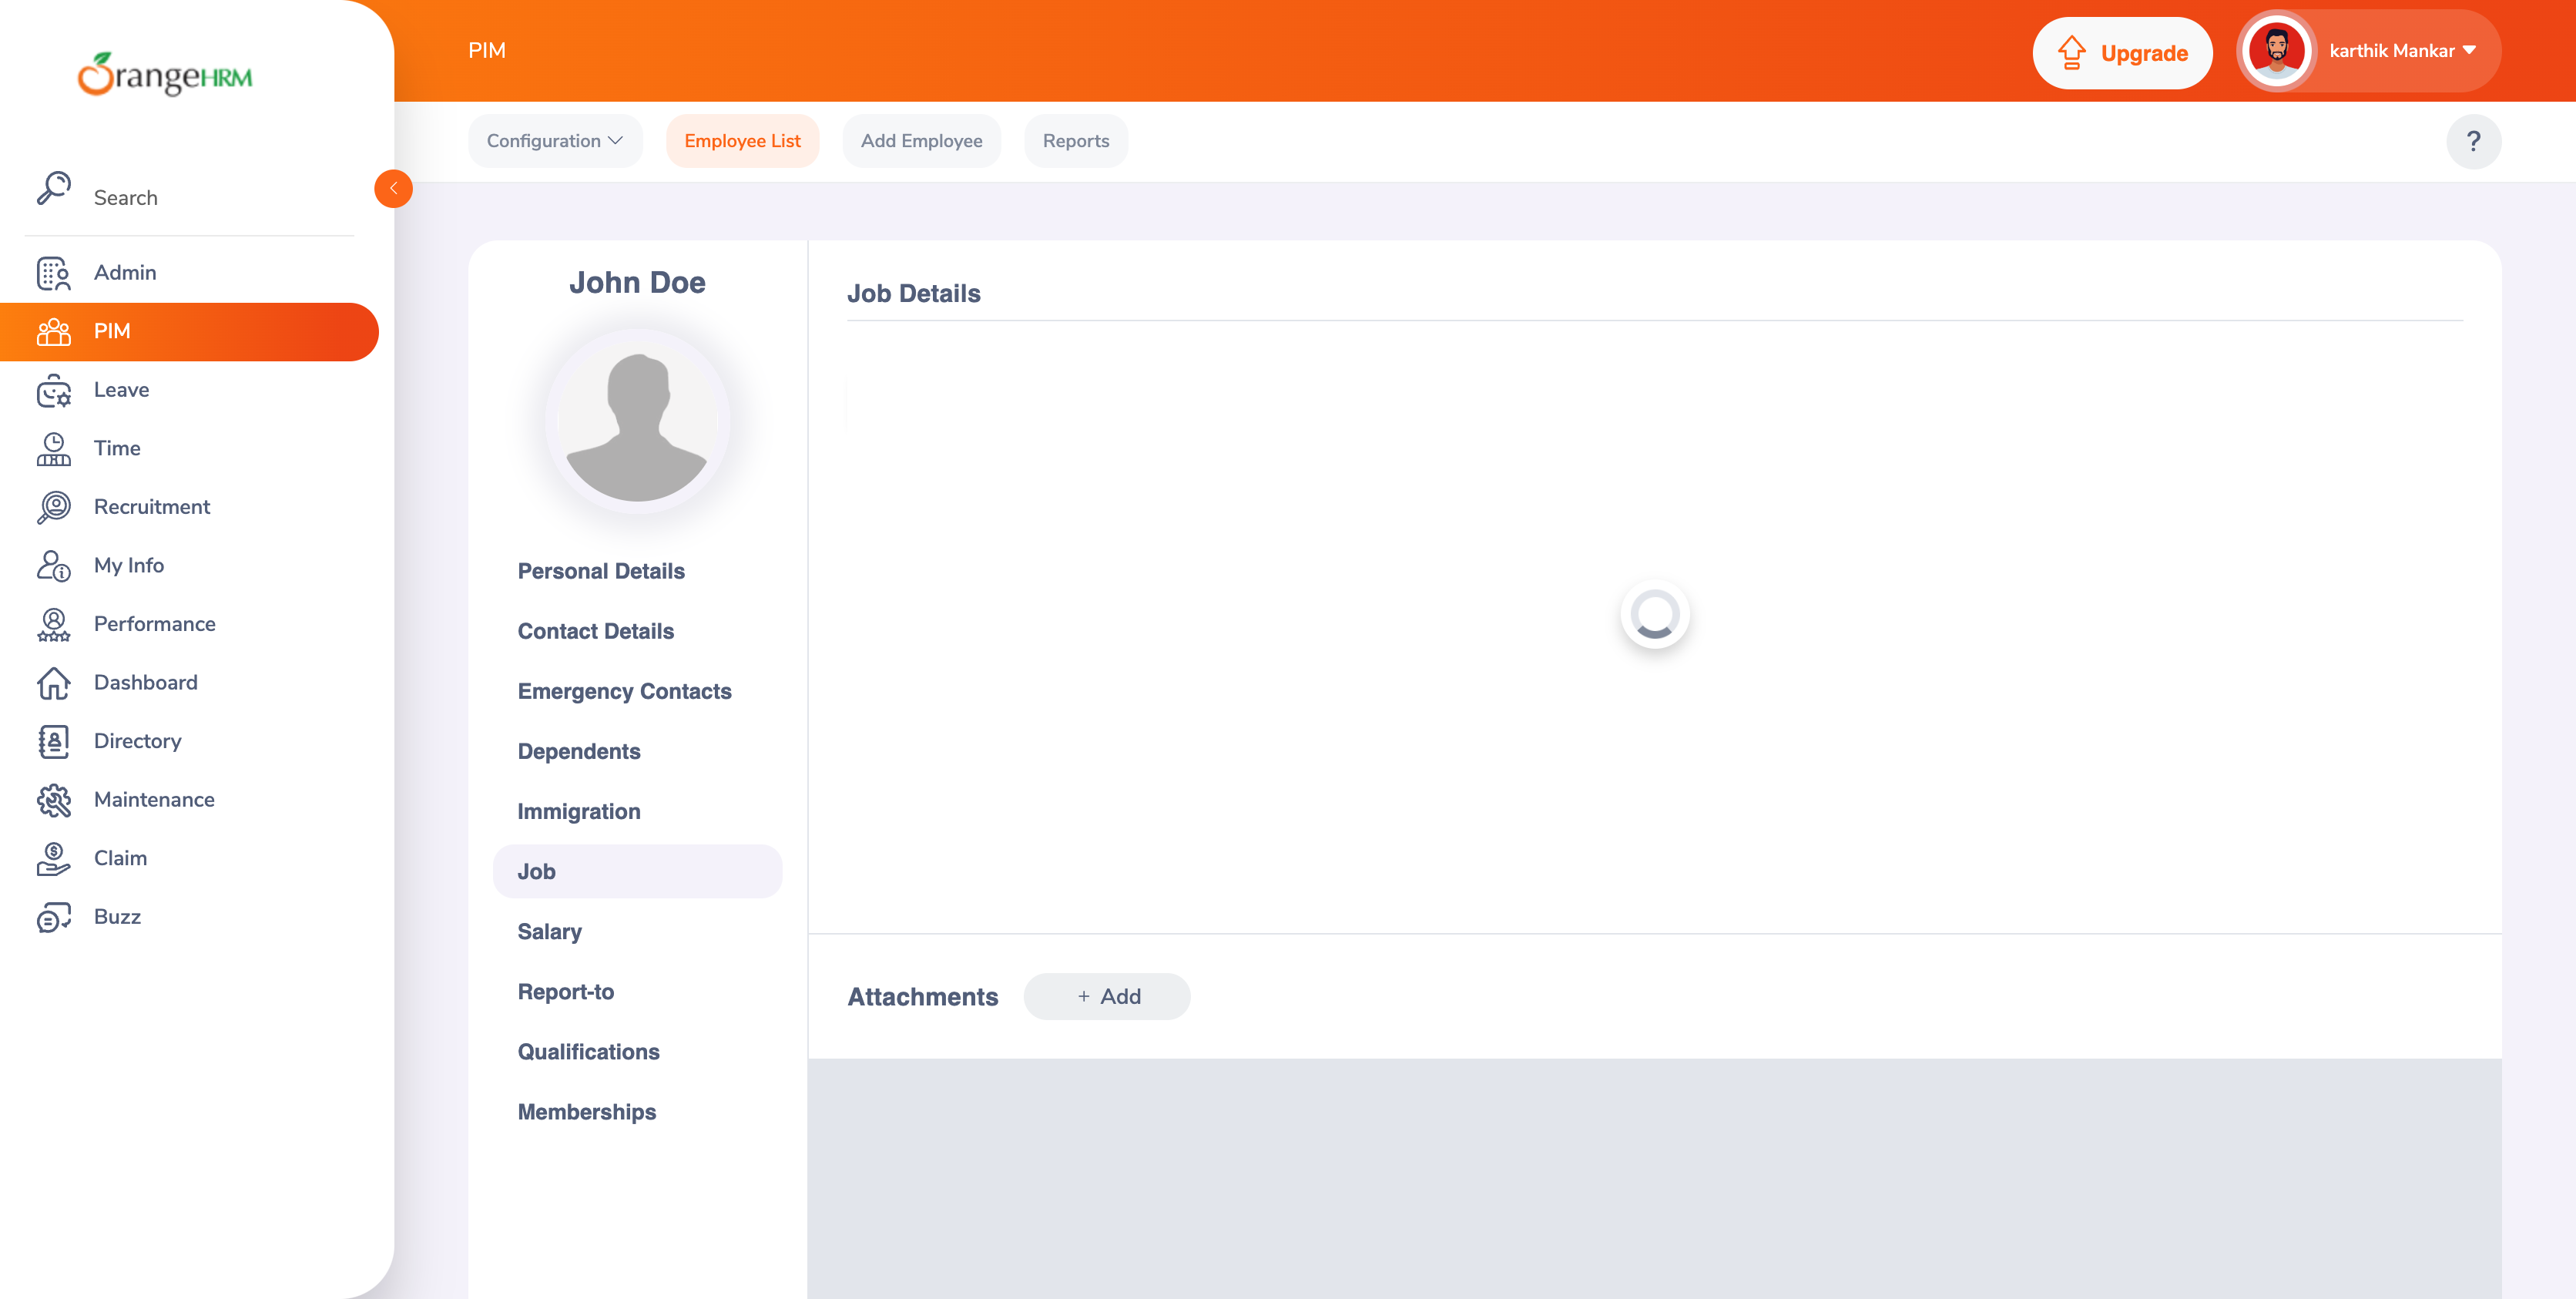 OrangeHRM
Search
Admin
PIM
Leave
Time
Recruitment
My Info
Performance
Dashboard
Directory
Maintenance
Claim
Buzz
PIM
Upgrade
karthik Mankar
Configuration
Employee List
Add Employee
Reports
?
John Doe
Personal Details
Contact Details
Emergency Contacts
Dependents
Immigration
Job
Salary
Report-to
Qualifications
Memberships
Job Details
Attachments
+ Add